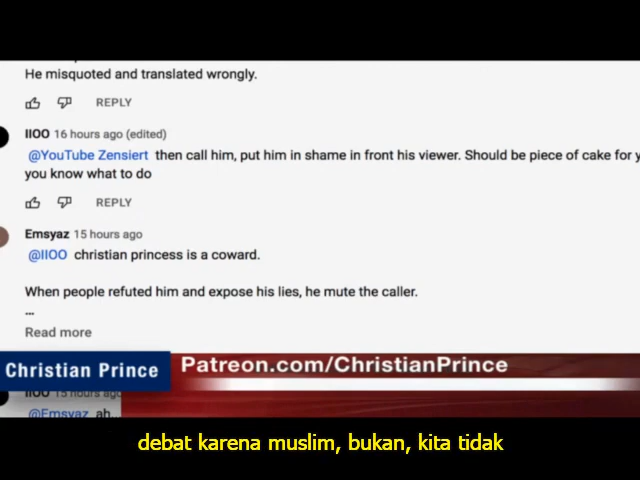 He misquoted and translated wrongly.
REPLY
IIOO 16 hours ago (edited)
@YouTube Zensiert then call him, put him in shame in front his viewer. Should be piece of cake for
you know what to do
REPLY
Emsyaz 15 hours ago
@IIOO christian princess is a coward.
When people refuted him and expose his lies, he mute the caller.
...
Read more
Christian Prince
Patreon.com/ChristianPrince
IIOO 15 hours ago
@Emsyaz ah..
debat karena muslim, bukan, kita tidak